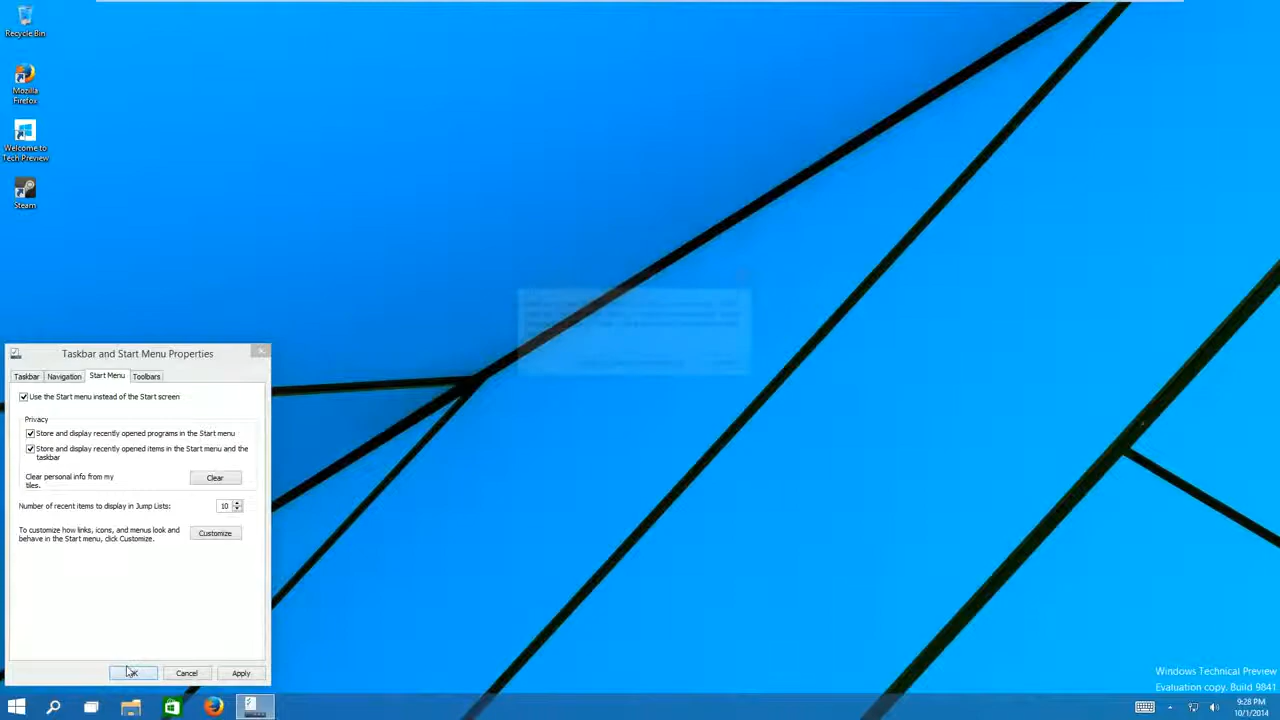 Recycle Bin
Mozilla
Firefox
Welcome to
Tech Preview
Steam
Taskbar and Start Menu Properties
Taskbar
Navigation
Start Menu
Toolbars
Use the Start menu instead of the Start screen
Privacy
Store and display recently opened programs in the Start menu
Store and display recently opened items in the Start menu and the
taskbar
Clear personal info from my
tiles.
Clear
Number of recent items to display in Jump Lists:
10
To customize how links, icons, and menus look and
behave in the Start menu, click Customize.
Customize
OK
Cancel
Apply
Windows Technical Preview
Evaluation copy. Build 9841
9:28 PM
10/1/2014